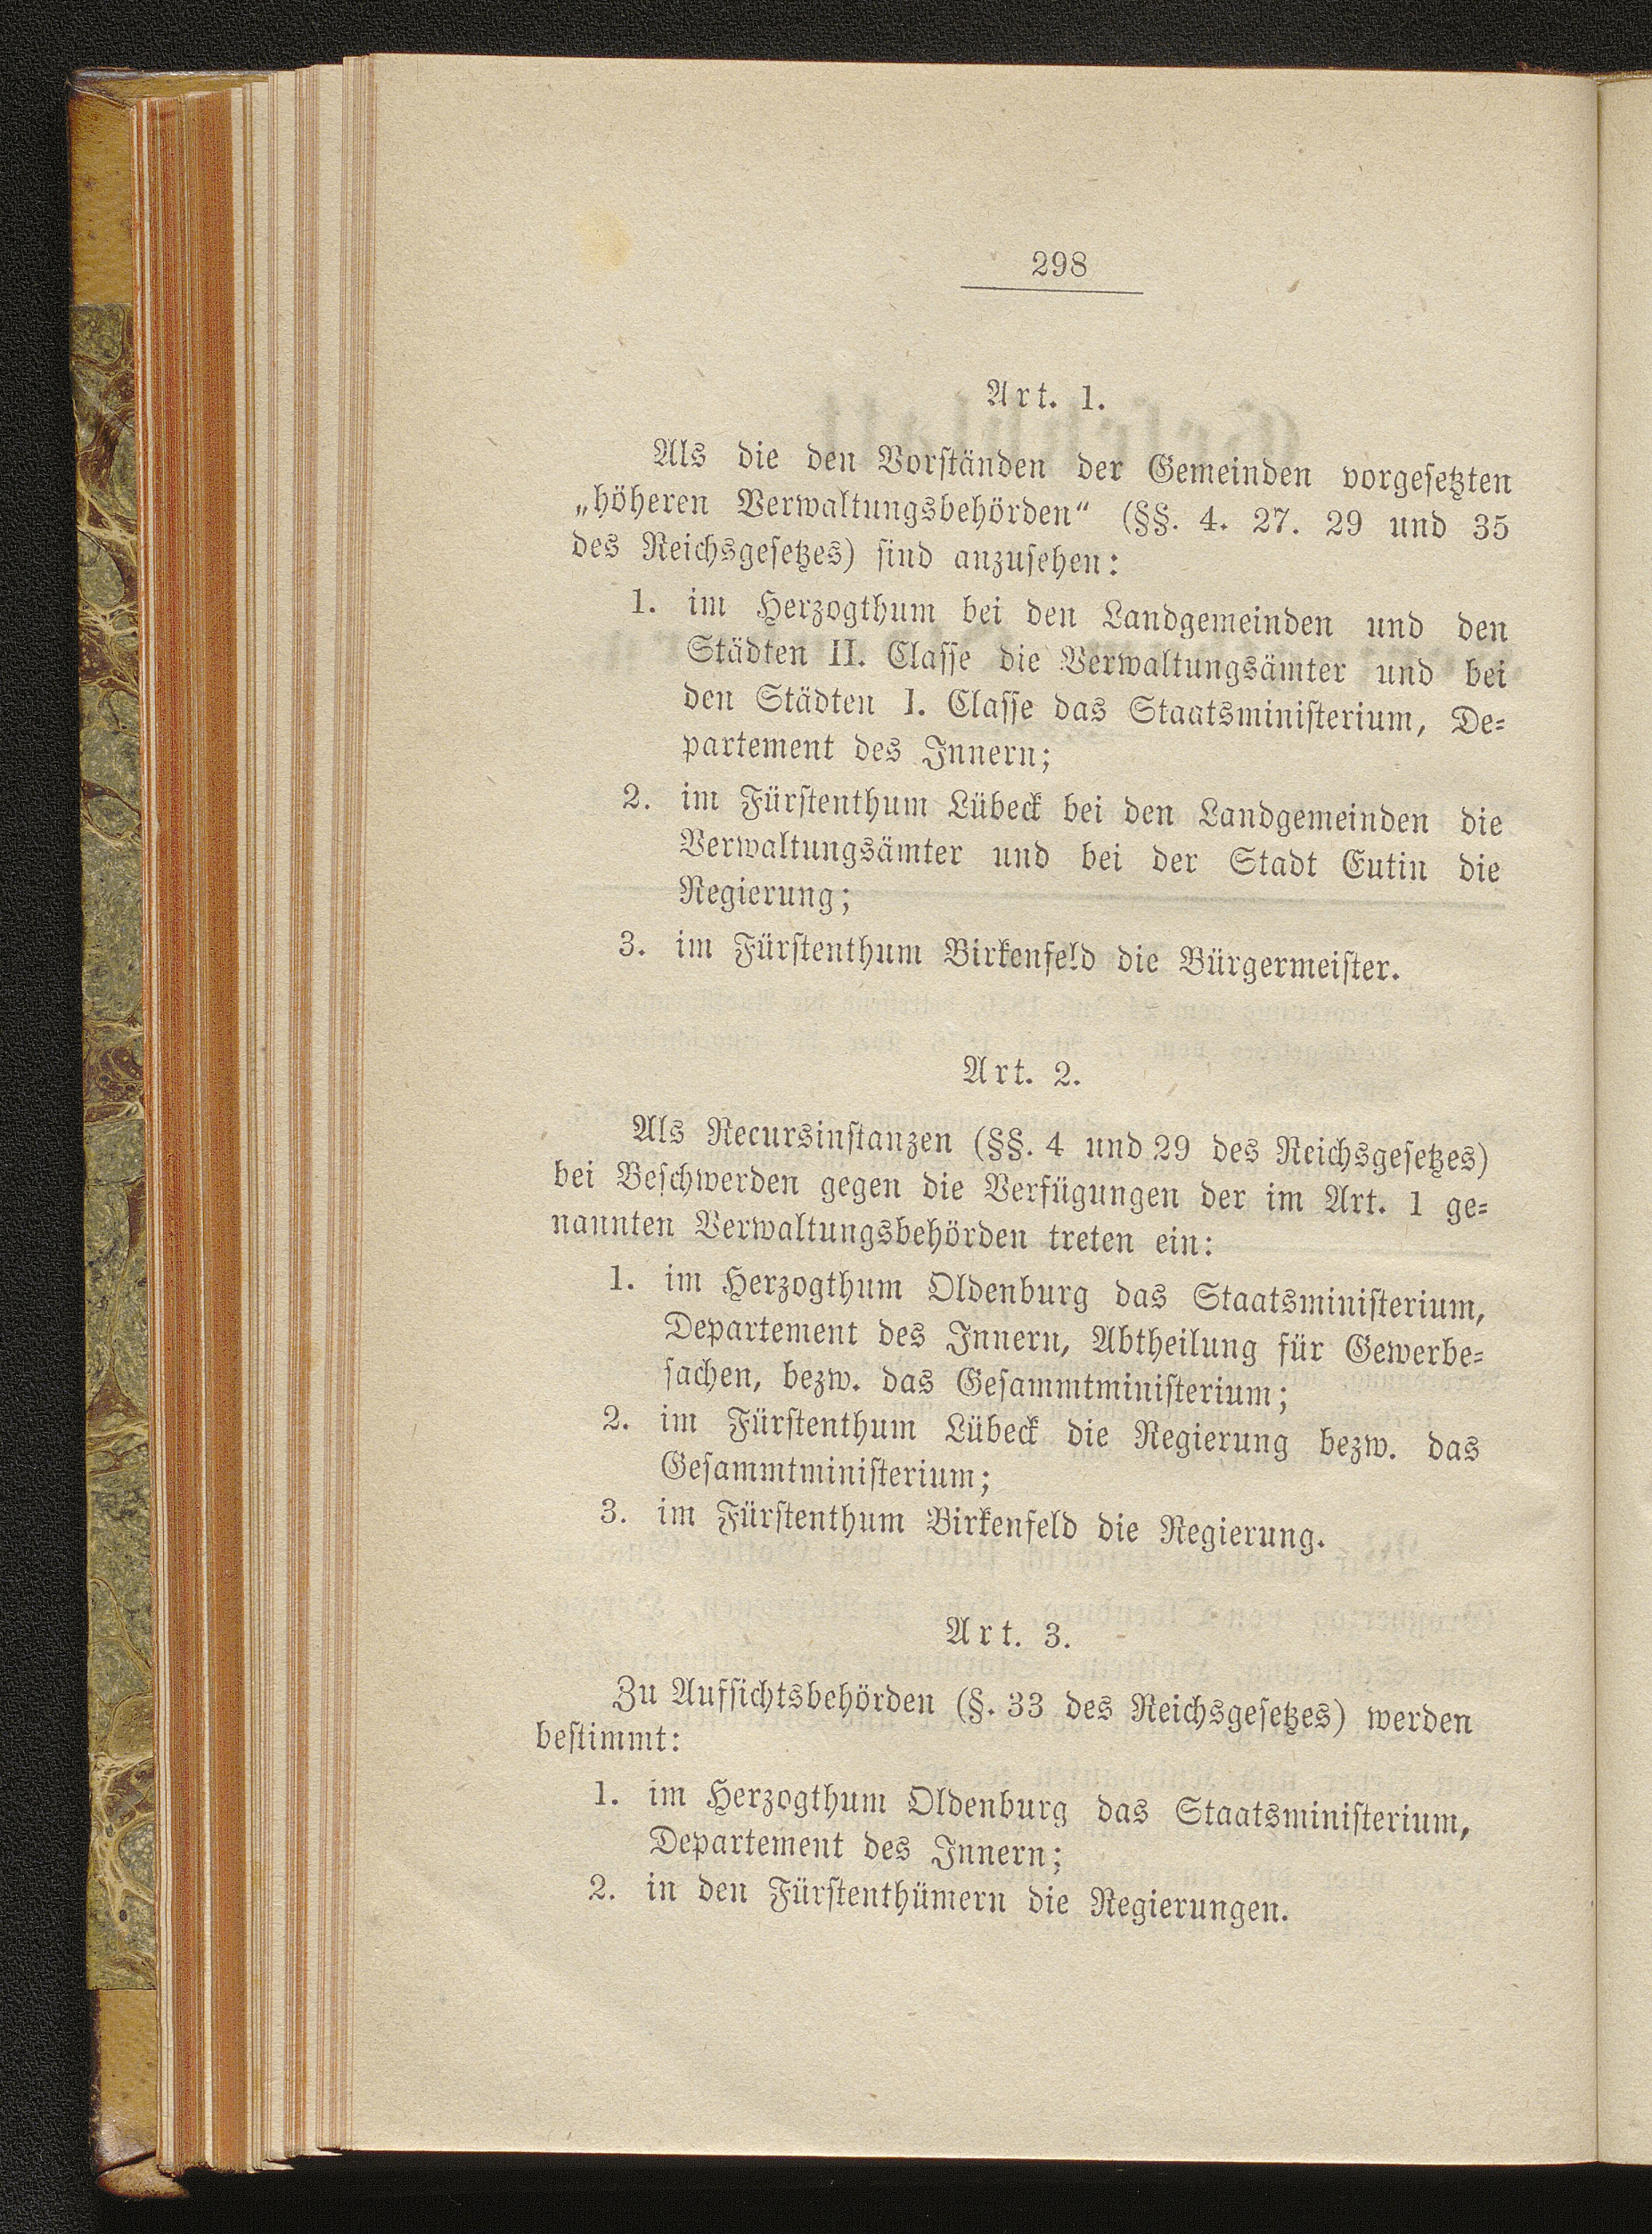 298
Art. 1.
Als die den Vorſtänden der Gemeinden vorgeſetzten
„höheren Verwaltungsbehörden“ (§§. 4. 27. 29 und 35
des Reichsgeſetzes) ſind anzuſehen:
1. im Herzogthum bei den Landgemeinden und den
Städten II. Claſſe die Verwaltungsämter und bei
den Städten I. Claſſe das Staatsminiſterium, De⸗
partement des Innern;
2. im Fürſtenthum Lübeck bei den Landgemeinden die
Verwaltungsämter und bei der Stadt Eutin die
Regierung;
3. im Fürſtenthum Birkenfeld die Bürgermeiſter.
Art. 2.
Als Recursinſtanzen (§§. 4 und 29 des Reichsgeſetzes)
bei Beſchwerden gegen die Verfügungen der im Art. 1 ge⸗
nannten Verwaltungsbehörden treten ein:
1. im Herzogthum Oldenburg das Staatsminiſterium,
Departement des Innern, Abtheilung für Gewerbe⸗
ſachen, bezw. das Geſammtminiſterium;
2. im Fürſtenthum Lübeck die Regierung bezw. das
Geſammtminiſterium;
3. im Fürſtenthum Birkenfeld die Regierung.
Art. 3.
Zu Aufſichtsbehörden (§. 33 des Reichsgeſetzes) werden
beſtimmt:
1. im Herzogthum Oldenburg das Staatsminiſterium,
Departement des Innern;
2. in den Fürſtenthümern die Regierungen.